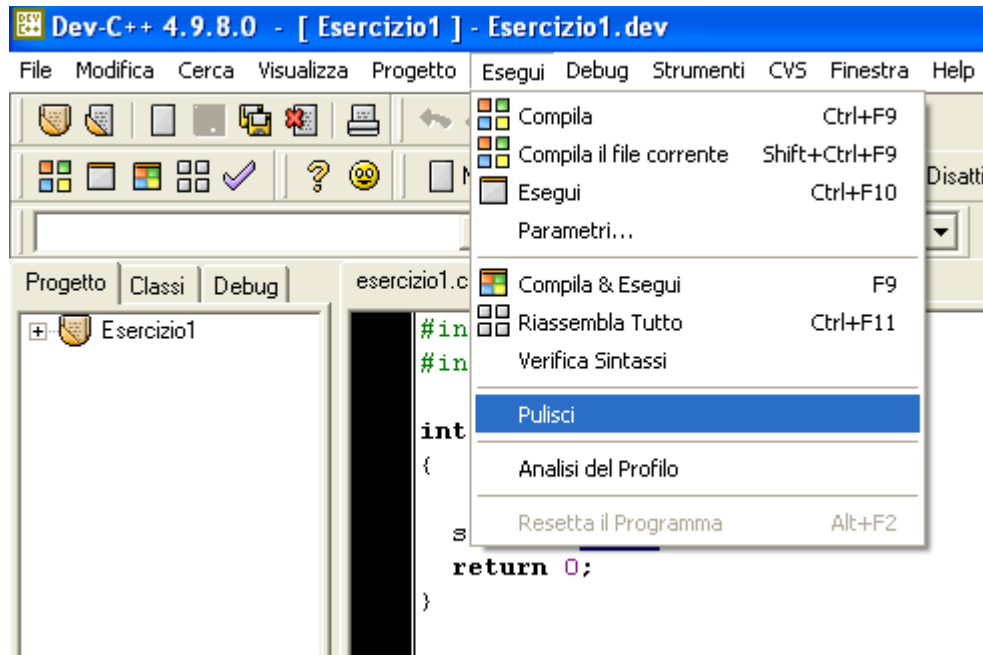 Dev-C++ 4.9.8.0 - [ Esercizio1 ] - Esercizio1.dev
File Modifica Cerca Visualizza Progetto Esegui Debug Strumenti CVS Finestra Help
Compila Ctrl+F9
Compila il file corrente Shift+Ctrl+F9
Esegui Ctrl+F10
Parametri...
Compila & Esegui F9
Riassembla Tutto Ctrl+F11
Verifica Sintassi
Pulisci
Analisi del Profilo
Resetta il Programma Alt+F2
Disatti
Progetto Classi Debug esercizio1.c
Esercizio1
#in
#in
int
{
s
return 0;
}